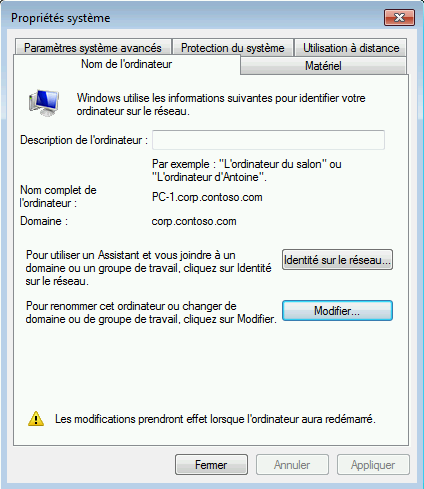 Propriétés système
Paramètres système avancés
Protection du système
Utilisation à distance
Nom de l'ordinateur
Matériel
Windows utilise les informations suivantes pour identifier votre
ordinateur sur le réseau.
Description de l'ordinateur :
Par exemple : "L'ordinateur du salon" ou
"L'ordinateur d'Antoine".
Nom complet de
l'ordinateur :
PC-1.corp.contoso.com
Domaine :
corp.contoso.com
Pour utiliser un Assistant et vous joindre à un
domaine ou un groupe de travail, cliquez sur Identité
sur le réseau.
Identité sur le réseau...
Pour renommer cet ordinateur ou changer de
domaine ou de groupe de travail, cliquez sur Modifier.
Modifier...
Les modifications prendront effet lorsque l'ordinateur aura redémarré.
Fermer
Annuler
Appliquer